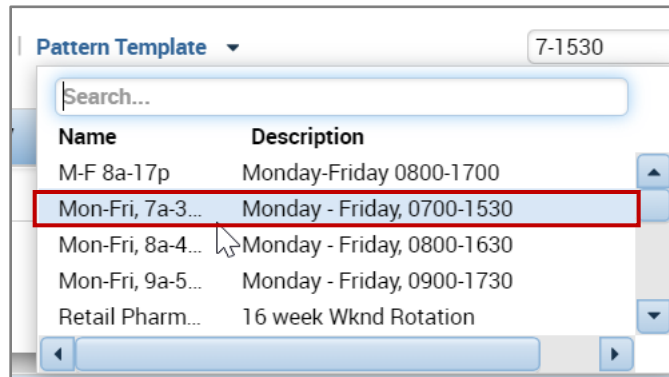 Pattern Template 7-1530
Search...
Name Description
M-F 8a-17p Monday-Friday 0800-1700
Mon-Fri, 7a-3... Monday - Friday, 0700-1530
Mon-Fri, 8a-4... Monday - Friday, 0800-1630
Mon-Fri, 9a-5... Monday - Friday, 0900-1730
Retail Pharm... 16 week Wknd Rotation